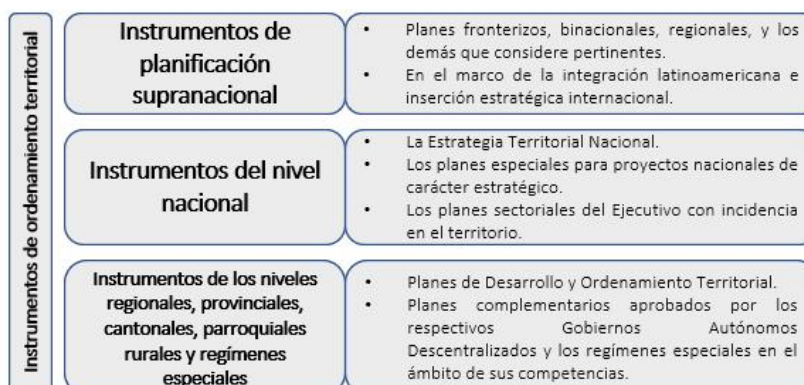 Instrumentos de ordenamiento territorial
Instrumentos de
planificación
supranacional
• Planes fronterizos, binacionales, regionales, y los
demás que considere pertinentes.
• En el marco de la integración latinoamericana e
inserción estratégica internacional.
Instrumentos del nivel
nacional
• La Estrategia Territorial Nacional.
• Los planes especiales para proyectos nacionales de
carácter estratégico.
• Los planes sectoriales del Ejecutivo con incidencia
en el territorio.
Instrumentos de los niveles
regionales, provinciales,
cantonales, parroquiales
rurales y regímenes
especiales
• Planes de Desarrollo y Ordenamiento Territorial.
• Planes complementarios aprobados por los
respectivos Gobiernos Autónomos
Descentralizados y los regímenes especiales en el
ámbito de sus competencias.